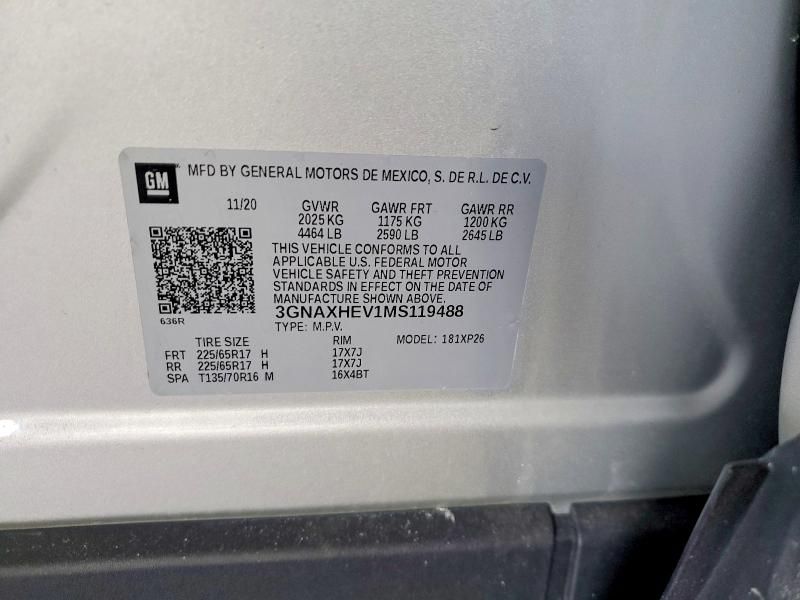 GM
MFD BY GENERAL MOTORS DE MEXICO, S. DE R.L. DE C.V.
11/20 GVWR GAWR FRT GAWR RR
2025 KG 1175 KG 1200 KG
4464 LB 2590 LB 2645 LB
THIS VEHICLE CONFORMS TO ALL
APPLICABLE U.S. FEDERAL MOTOR
VEHICLE SAFETY AND THEFT PREVENTION
STANDARDS IN EFFECT ON THE DATE OF
MANUFACTURE SHOWN ABOVE.
3GNAXHEV1MS119488
636R
TYPE: M.P.V.
TIRE SIZE RIM MODEL: 181XP26
FRT 225/65R17 H 17X7J
RR 225/65R17 H 17X7J
SPA T135/70R16 M 16X4BT